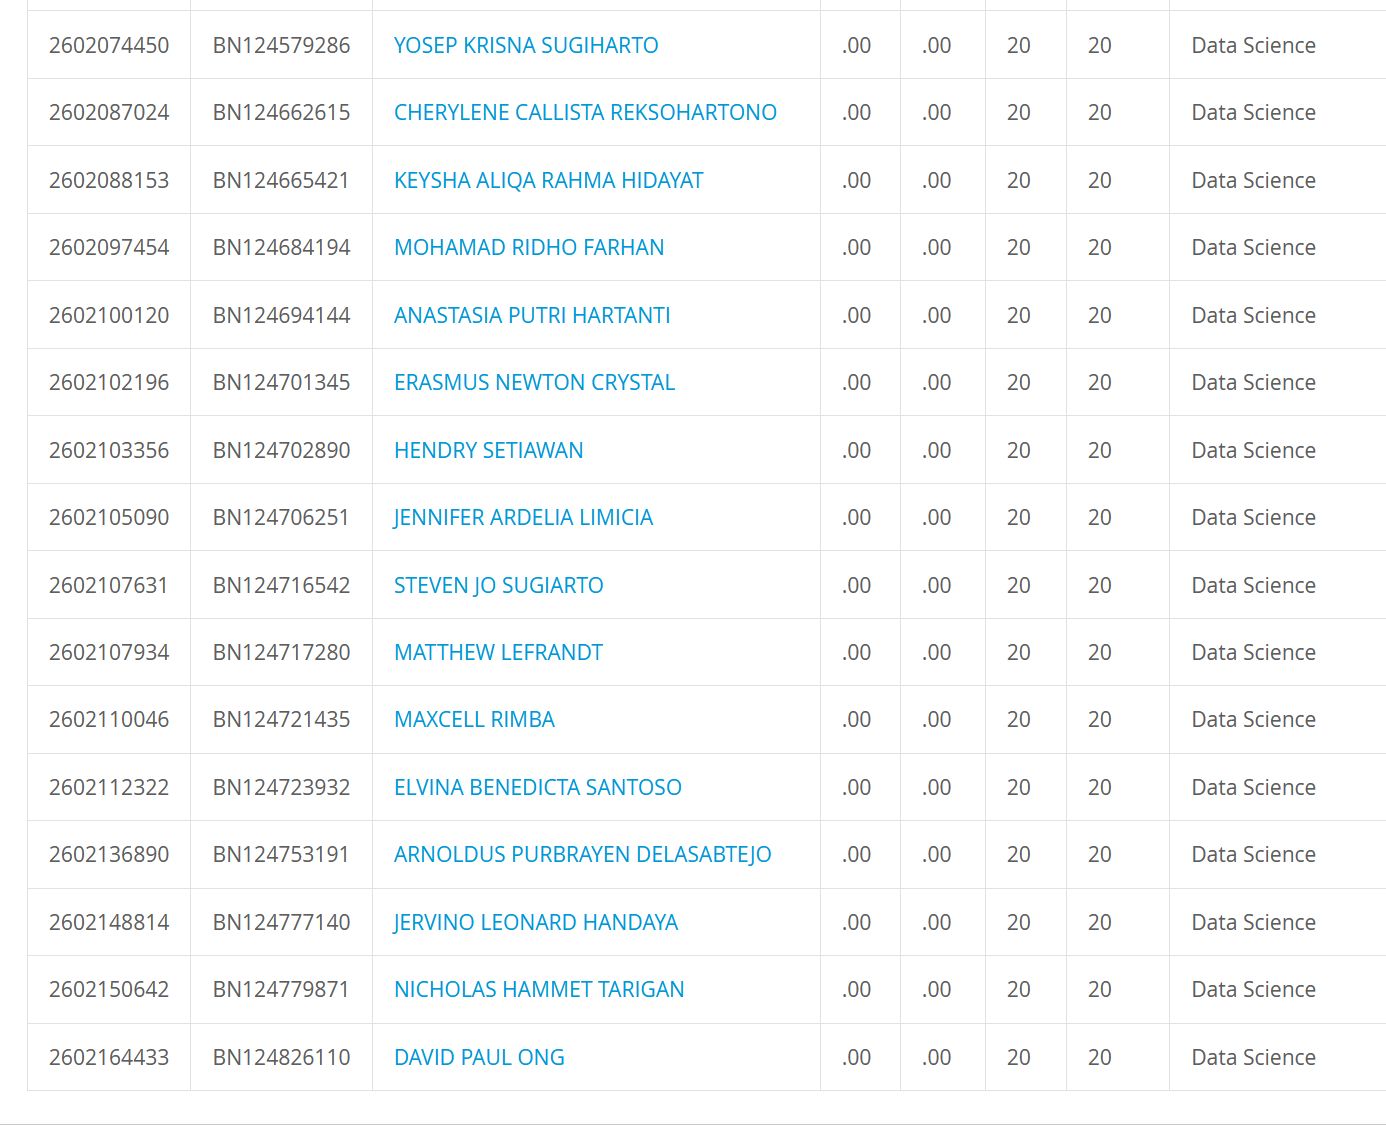 2602074450 BN124579286 YOSEP KRISNA SUGIHARTO .00 .00 20 20 Data Science
2602087024 BN124662615 CHERYLENE CALLISTA REKSOHARTONO .00 .00 20 20 Data Science
2602088153 BN124665421 KEYSHA ALIQA RAHMA HIDAYAT .00 .00 20 20 Data Science
2602097454 BN124684194 MOHAMAD RIDHO FARHAN .00 .00 20 20 Data Science
2602100120 BN124694144 ANASTASIA PUTRI HARTANTI .00 .00 20 20 Data Science
2602102196 BN124701345 ERASMUS NEWTON CRYSTAL .00 .00 20 20 Data Science
2602103356 BN124702890 HENDRY SETIAWAN .00 .00 20 20 Data Science
2602105090 BN124706251 JENNIFER ARDELIA LIMICIA .00 .00 20 20 Data Science
2602107631 BN124716542 STEVEN JO SUGIARTO .00 .00 20 20 Data Science
2602107934 BN124717280 MATTHEW LEFRANDT .00 .00 20 20 Data Science
2602110046 BN124721435 MAXCELL RIMBA .00 .00 20 20 Data Science
2602112322 BN124723932 ELVINA BENEDICTA SANTOSO .00 .00 20 20 Data Science
2602136890 BN124753191 ARNOLDUS PURBRAYEN DELASABTEJO .00 .00 20 20 Data Science
2602148814 BN124777140 JERVINO LEONARD HANDAYA .00 .00 20 20 Data Science
2602150642 BN124779871 NICHOLAS HAMMET TARIGAN .00 .00 20 20 Data Science
2602164433 BN124826110 DAVID PAUL ONG .00 .00 20 20 Data Science